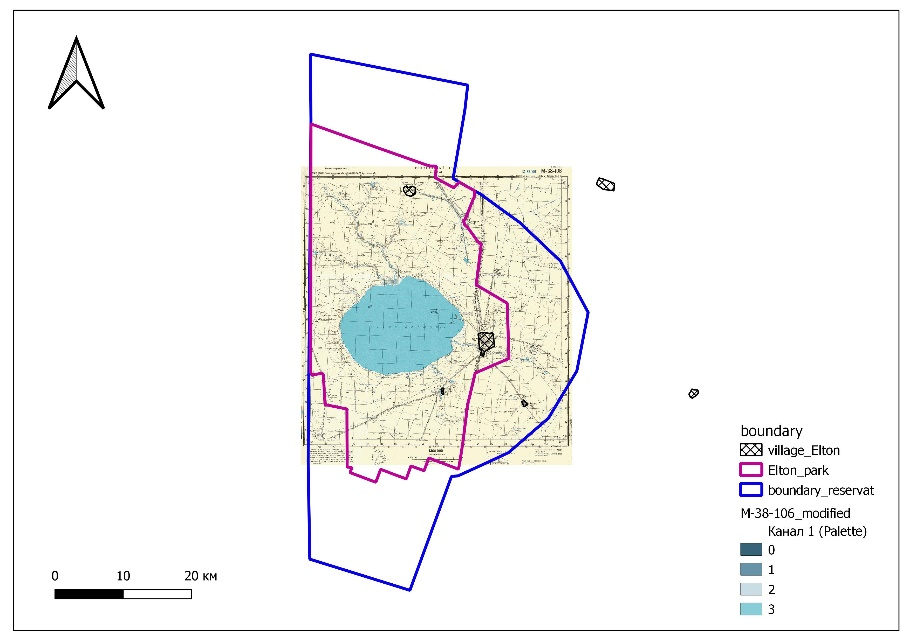 M-38-106
0 10 20 км
boundary
village_Elton
Elton_park
boundary_reservat
M-38-106_modified
Канал 1 (Palette)
0
1
2
3